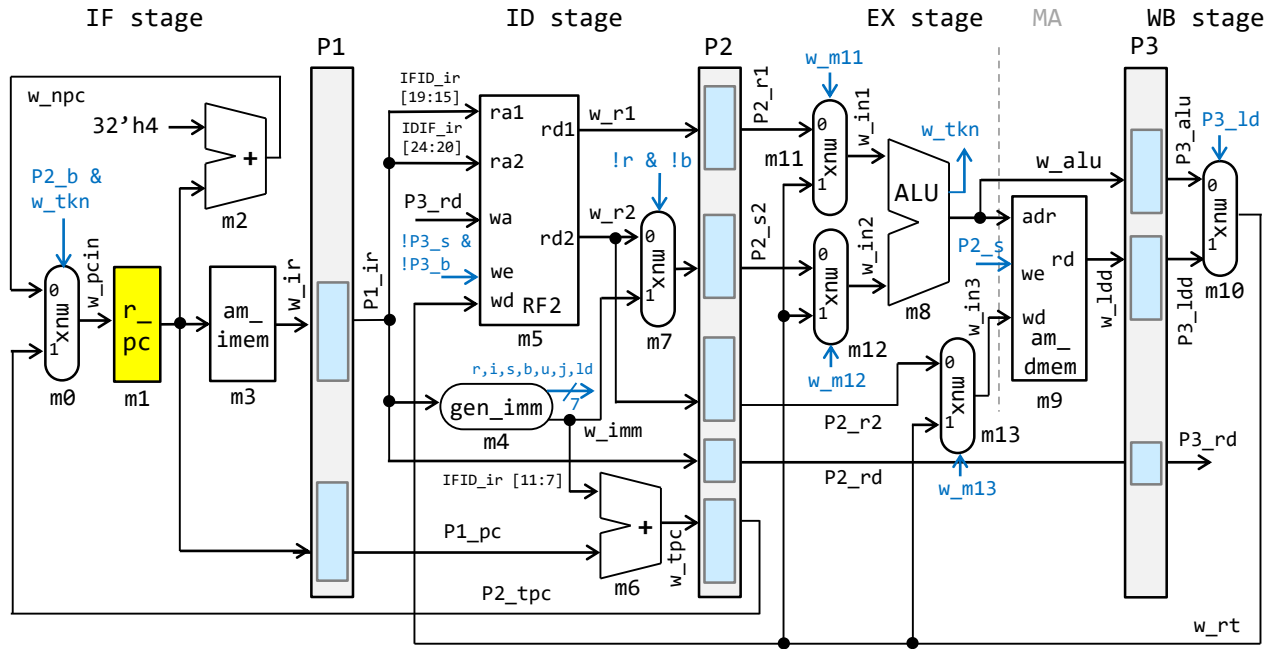 IF stage
ID stage
EX stage
MA
WB stage
P1
P2
P3
w_npc
32'h4
+
m2
P2_b &
w_tkn
0
1
mux
m0
w_pcin
r_
pc
m1
am_
imem
m3
w_ir
P1_ir
IFID_ir
[19:15]
IDIF_ir
[24:20]
P3_rd
!P3_s &
!P3_b
ra1
ra2
wa
we
wd
rd1
rd2
RF2
m5
w_r1
w_r2
!r & !b
0
1
mux
m7
r,i,s,b,u,j,ld
7
gen_imm
m4
w_imm
IFID_ir [11:7]
P1_pc
+
m6
w_tpc
P2_tpc
P2_r1
P2_s2
w_m11
0
1
mux
m11
w_in1
0
1
mux
m12
w_in2
w_m12
w_tkn
ALU
m8
w_alu
P2_s
adr
we
wd
rd
am_
dmem
m9
w_in3
0
1
mux
m13
w_m13
P2_r2
P2_rd
w_ldd
P3_alu
P3_ldd
P3_ld
0
1
mux
m10
P3_rd
w_rt